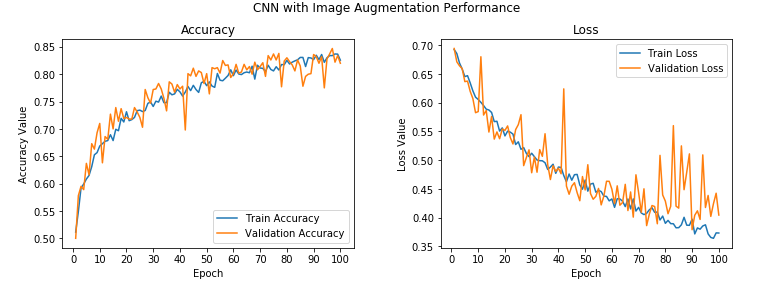 CNN with Image Augmentation Performance
Accuracy
0.85
0.80
0.75
0.70
0.65
0.60
0.55
0.50
Accuracy Value
Train Accuracy
Validation Accuracy
0 10 20 30 40 50 60 70 80 90 100
Epoch
Loss
0.70
0.65
0.60
0.55
0.50
0.45
0.40
0.35
Loss Value
Train Loss
Validation Loss
0 10 20 30 40 50 60 70 80 90 100
Epoch